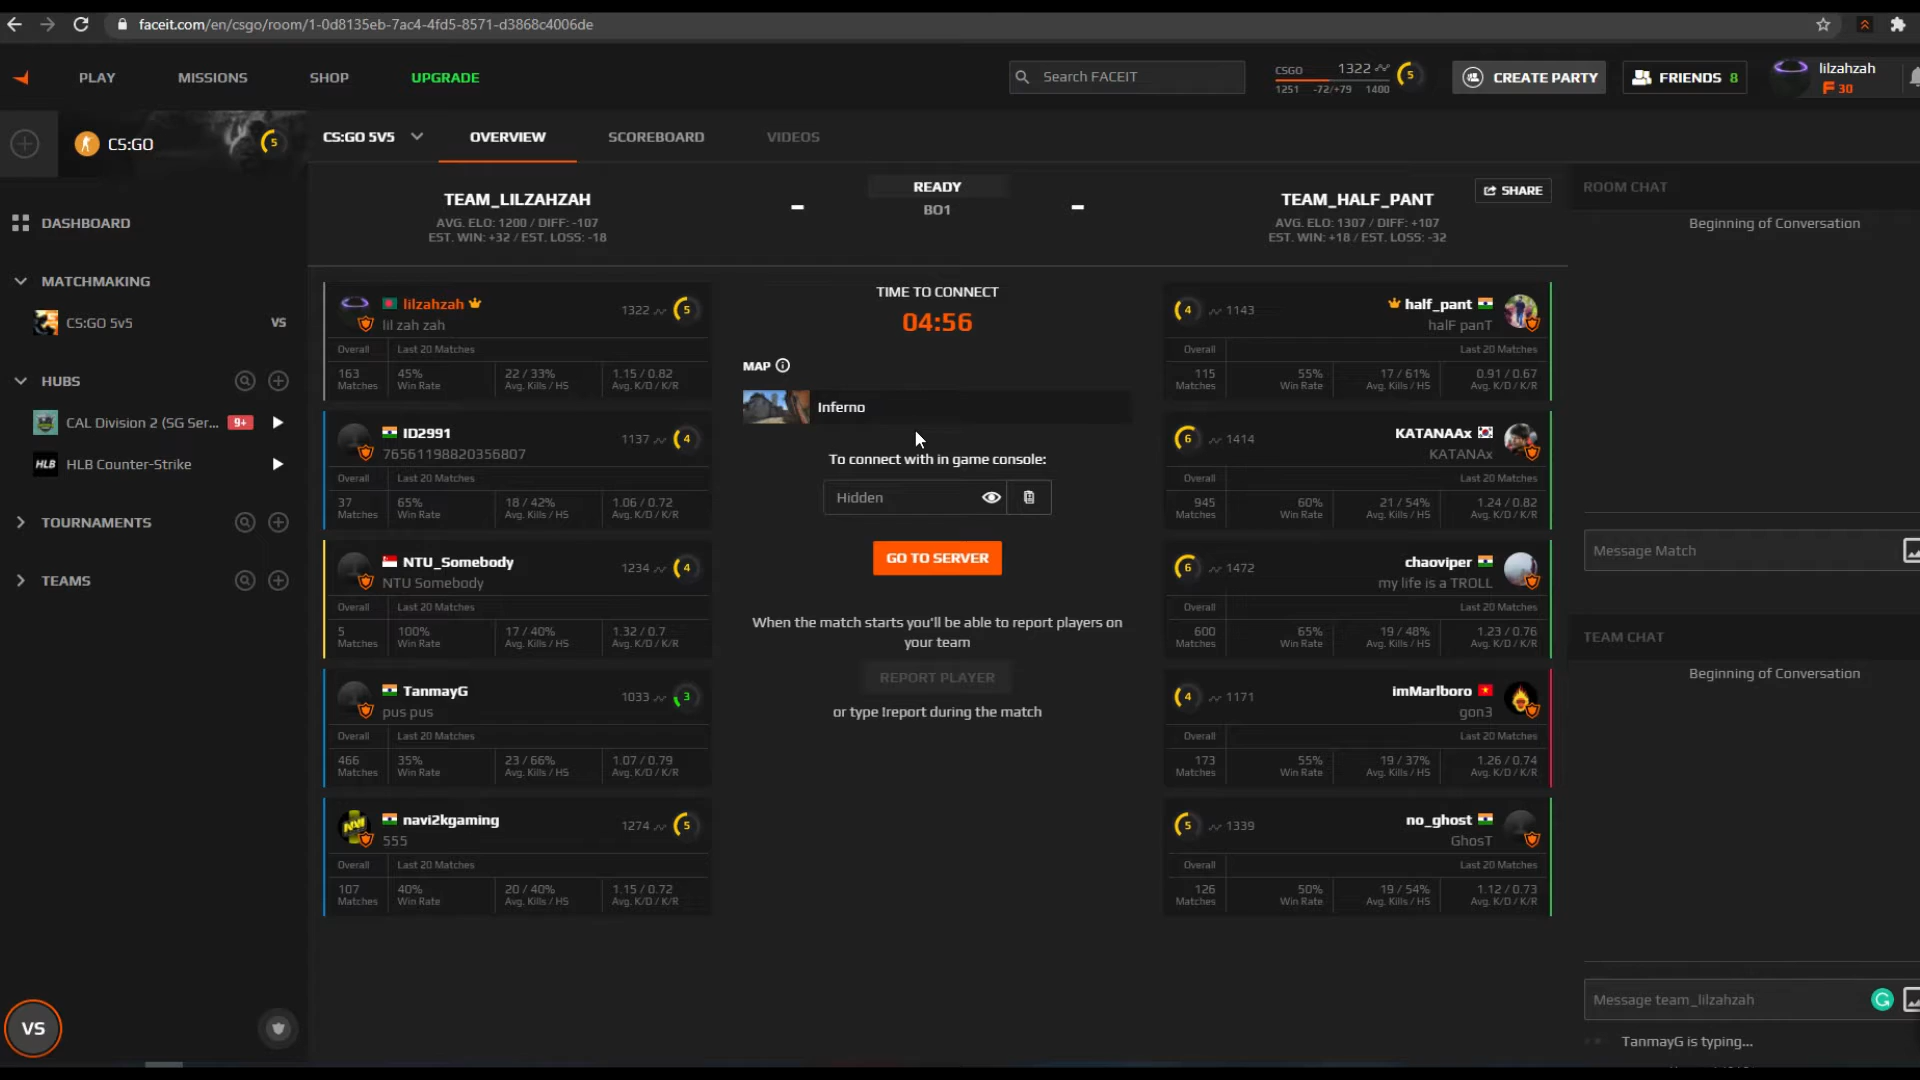 faceit.com/en/csgo/room/1-0d8135eb-7ac4-4fd5-8571-d3868c4006de
PLAY
MISSIONS
SHOP
UPGRADE
Search FACEIT
CSGO 1322
1251 -72/+79 1400
5
CREATE PARTY
FRIENDS 8
lilzahzah
30
CS:GO
5
CS:GO 5V5
OVERVIEW
SCOREBOARD
VIDEOS
DASHBOARD
MATCHMAKING
CS:GO 5v5 VS
HUBS
CAL Division 2 (SG Ser... 9+
HLB HLB Counter-Strike
TOURNAMENTS
TEAMS
VS
TEAM_LILZAHZAH
AVG. ELO: 1200 / DIFF: -107
EST. WIN: +32 / EST. LOSS: -18
READY
BO1
TEAM_HALF_PANT
AVG. ELO: 1307 / DIFF: +107
EST. WIN: +18 / EST. LOSS: -32
SHARE
lilzahzah 1322 5
lil zah zah
Overall Last 20 Matches
163 45% 22 / 33% 1.15 / 0.82
Matches Win Rate Avg. Kills / HS Avg. K/D / K/R
ID2991 1137 4
76561198820356807
Overall Last 20 Matches
37 65% 18 / 42% 1.06 / 0.72
Matches Win Rate Avg. Kills / HS Avg. K/D / K/R
NTU_Somebody 1234 4
NTU Somebody
Overall Last 20 Matches
5 100% 17 / 40% 1.32 / 0.7
Matches Win Rate Avg. Kills / HS Avg. K/D / K/R
TanmayG 1033 3
pus pus
Overall Last 20 Matches
466 35% 23 / 66% 1.07 / 0.79
Matches Win Rate Avg. Kills / HS Avg. K/D / K/R
navi2kgaming 1274 5
555
Overall Last 20 Matches
107 40% 20 / 40% 1.15 / 0.72
Matches Win Rate Avg. Kills / HS Avg. K/D / K/R
TIME TO CONNECT
04:56
MAP
Inferno
To connect with in game console:
Hidden
GO TO SERVER
When the match starts you'll be able to report players on
your team
REPORT PLAYER
or type !report during the match
4 1143 half_pant
halF panT
Overall Last 20 Matches
115 55% 17 / 61% 0.91 / 0.67
Matches Win Rate Avg. Kills / HS Avg. K/D / K/R
6 1414 KATANAAx
KATANAx
Overall Last 20 Matches
945 60% 21 / 54% 1.24 / 0.82
Matches Win Rate Avg. Kills / HS Avg. K/D / K/R
6 1472 chaoviper
my life is a TROLL
Overall Last 20 Matches
600 65% 19 / 48% 1.23 / 0.76
Matches Win Rate Avg. Kills / HS Avg. K/D / K/R
4 1171 imMarlboro
gon3
Overall Last 20 Matches
173 55% 19 / 37% 1.26 / 0.74
Matches Win Rate Avg. Kills / HS Avg. K/D / K/R
5 1339 no_ghost
GhosT
Overall Last 20 Matches
126 50% 19 / 54% 1.12 / 0.73
Matches Win Rate Avg. Kills / HS Avg. K/D / K/R
ROOM CHAT
Beginning of Conversation
Message Match
TEAM CHAT
Beginning of Conversation
Message team_lilzahzah
TanmayG is typing...